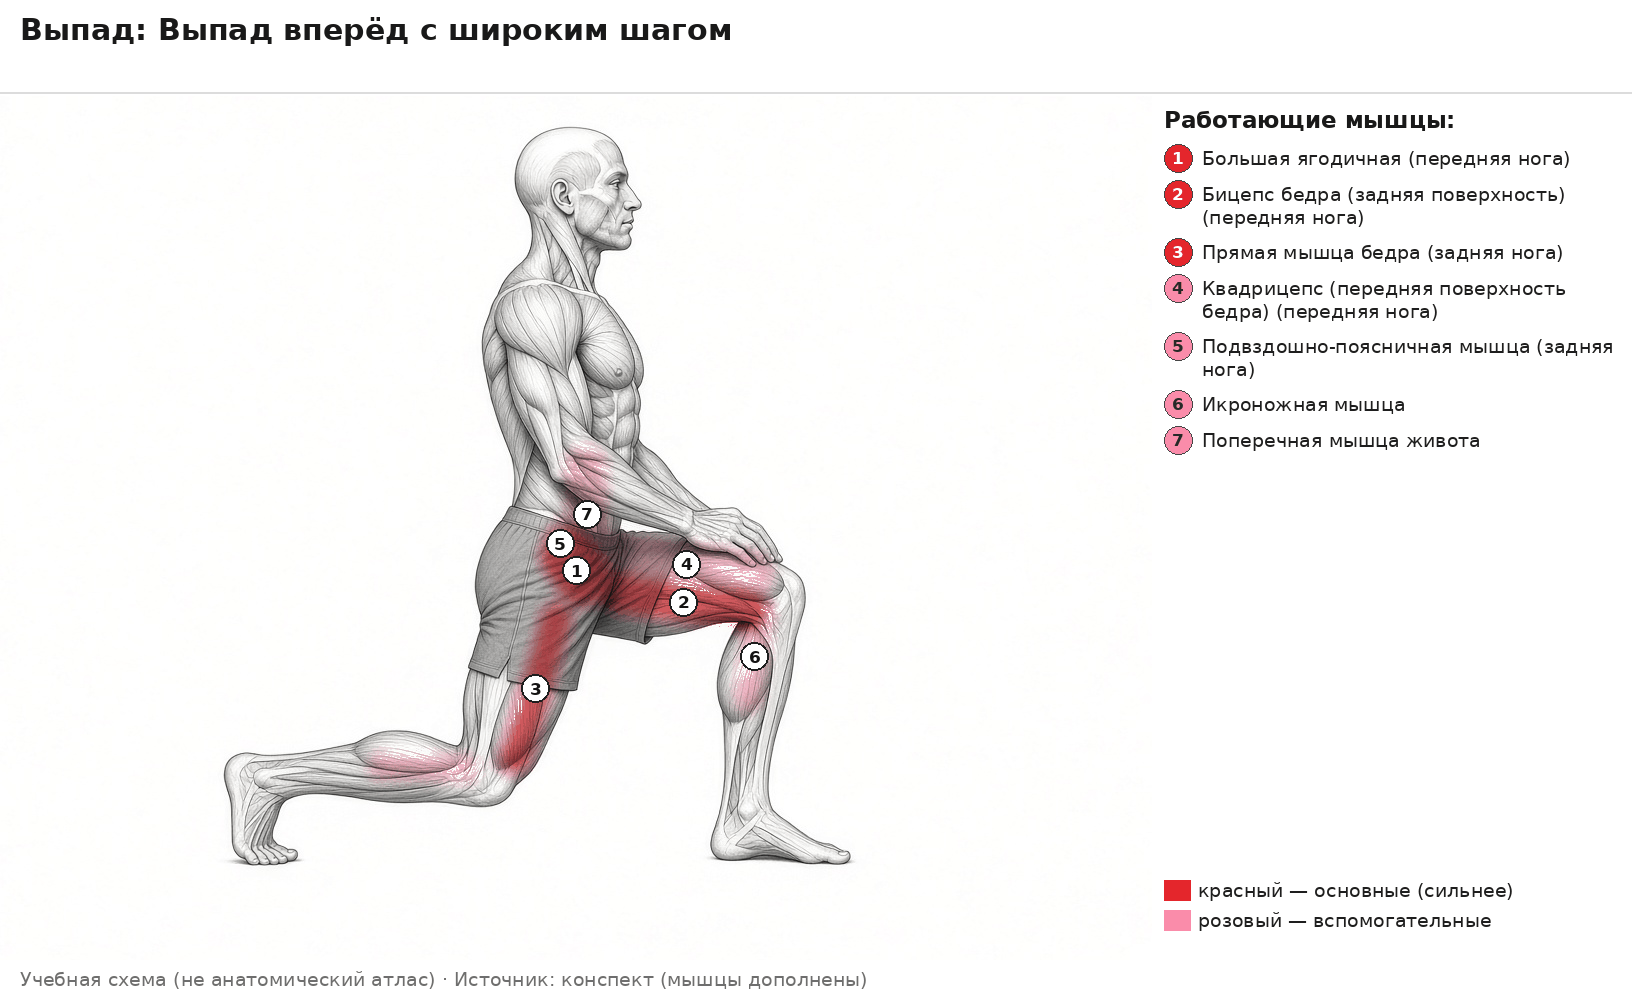 Выпад: Выпад вперёд с широким шагом
Работающие мышцы:
1 Большая ягодичная (передняя нога)
2 Бицепс бедра (задняя поверхность)
(передняя нога)
3 Прямая мышца бедра (задняя нога)
4 Квадрицепс (передняя поверхность
бедра) (передняя нога)
5 Подвздошно-поясничная мышца (задняя
нога)
6 Икроножная мышца
7 Поперечная мышца живота
7
5
1
4
2
6
3
красный — основные (сильнее)
розовый — вспомогательные
Учебная схема (не анатомический атлас) · Источник: конспект (мышцы дополнены)